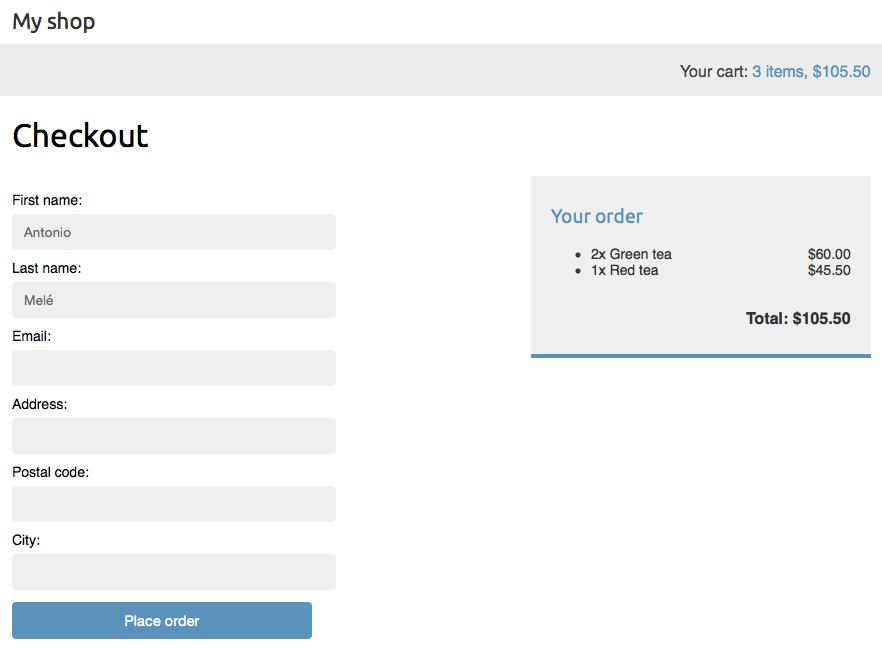 My shop
Your cart: 3 items, $105.50
Checkout
First name:
Antonio
Last name:
Melé
Email:
Address:
Postal code:
City:
Place order
Your order
2x Green tea $60.00
1x Red tea $45.50
Total: $105.50